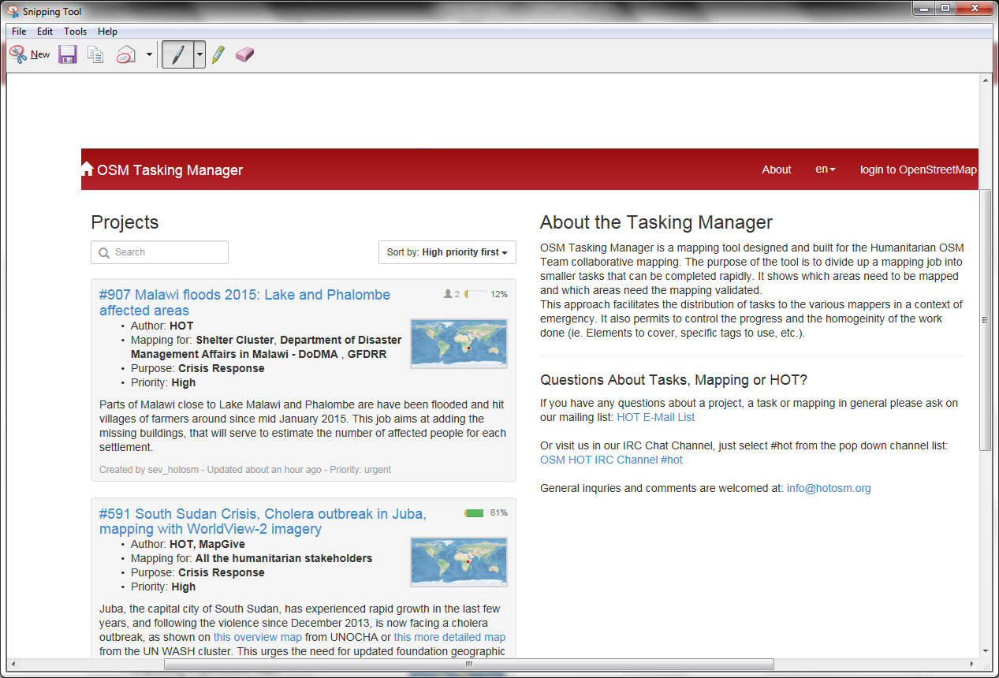 Snipping Tool
File Edit Tools Help
New
OSM Tasking Manager
About en login to OpenStreetMap
Projects
Search
Sort by: High priority first
#907 Malawi floods 2015: Lake and Phalombe
affected areas
2 12%
• Author: HOT
• Mapping for: Shelter Cluster, Department of Disaster
Management Affairs in Malawi - DoDMA , GFDRR
• Purpose: Crisis Response
• Priority: High
Parts of Malawi close to Lake Malawi and Phalombe are have been flooded and hit
villages of farmers around since mid January 2015. This job aims at adding the
missing buildings, that will serve to estimate the number of affected people for each
settlement.
Created by sev_hotosm - Updated about an hour ago - Priority: urgent
#591 South Sudan Crisis, Cholera outbreak in Juba,
mapping with WorldView-2 imagery
81%
• Author: HOT, MapGive
• Mapping for: All the humanitarian stakeholders
• Purpose: Crisis Response
• Priority: High
Juba, the capital city of South Sudan, has experienced rapid growth in the last few
years, and following the violence since December 2013, is now facing a cholera
outbreak, as shown on this overview map from UNOCHA or this more detailed map
from the UN WASH cluster. This urges the need for updated foundation geographic
About the Tasking Manager
OSM Tasking Manager is a mapping tool designed and built for the Humanitarian OSM
Team collaborative mapping. The purpose of the tool is to divide up a mapping job into
smaller tasks that can be completed rapidly. It shows which areas need to be mapped
and which areas need the mapping validated.
This approach facilitates the distribution of tasks to the various mappers in a context of
emergency. It also permits to control the progress and the homogeinity of the work
done (ie. Elements to cover, specific tags to use, etc.).
Questions About Tasks, Mapping or HOT?
If you have any questions about a project, a task or mapping in general please ask on
our mailing list: HOT E-Mail List
Or visit us in our IRC Chat Channel, just select #hot from the pop down channel list:
OSM HOT IRC Channel #hot
General inquries and comments are welcomed at: info@hotosm.org